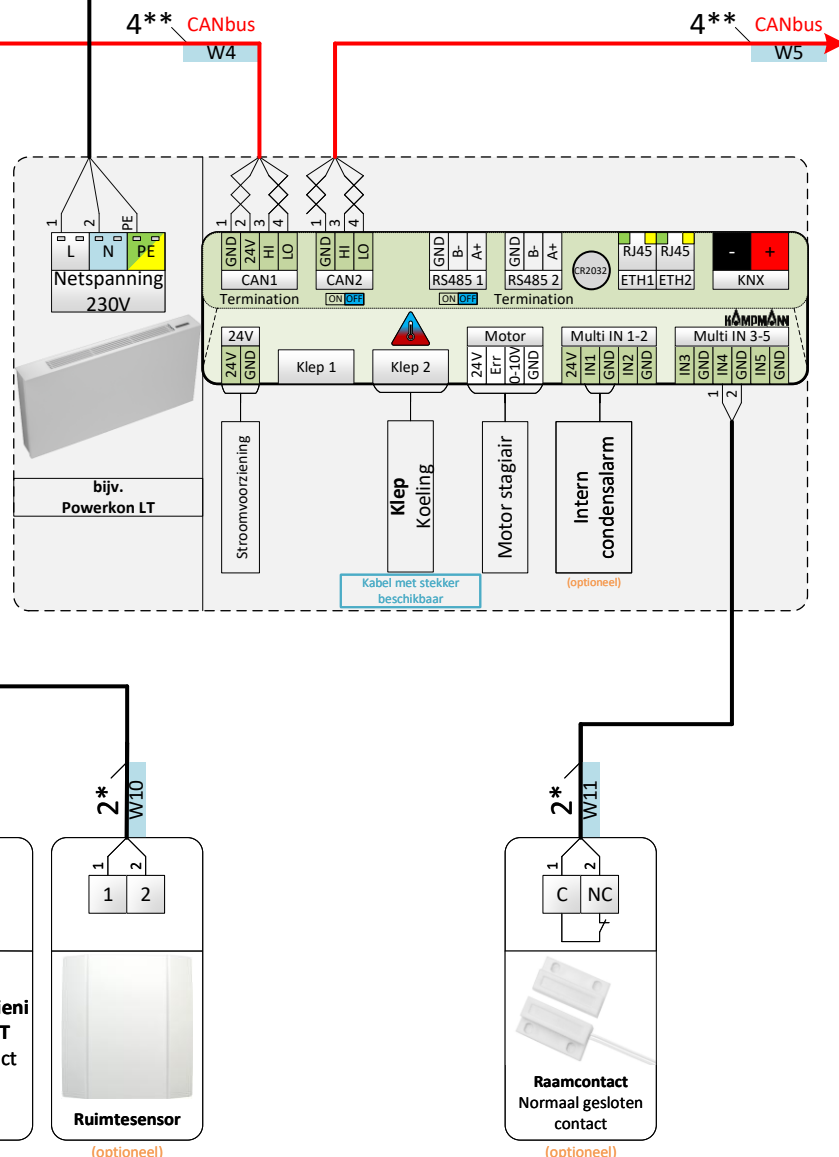 4** CANbus
W4
4** CANbus
W5
1 2 PE
L N PE
Netspanning
230V
1 2 3 4
GND 24V HI LO
CAN1
Termination
1 3 4
GND HI LO
CAN2
ON OFF
GND B- A+
RS485 1
ON OFF
GND B- A+
RS485 2
Termination
CR2032
RJ45 RJ45
ETH1 ETH2
- +
KNX
KAMPMANN
24V
24V GND
Klep 1
Klep 2
Motor
24V Err 0-10V GND
Multi IN 1-2
24V IN1 GND IN2 GND
Multi IN 3-5
IN3 GND IN4 GND IN5 GND
1 2
bijv.
Powerkon LT
Stroomvoorziening
Klep
Koeling
Motor stagiair
Intern
condensalarm
Kabel met stekker
beschikbaar
(optioneel)
2*
W10
1 2
1 2
Ruimtesensor
(optioneel)
ieni
T
ct
2*
W11
1 2
C NC
Raamcontact
Normaal gesloten
contact
(optioneel)